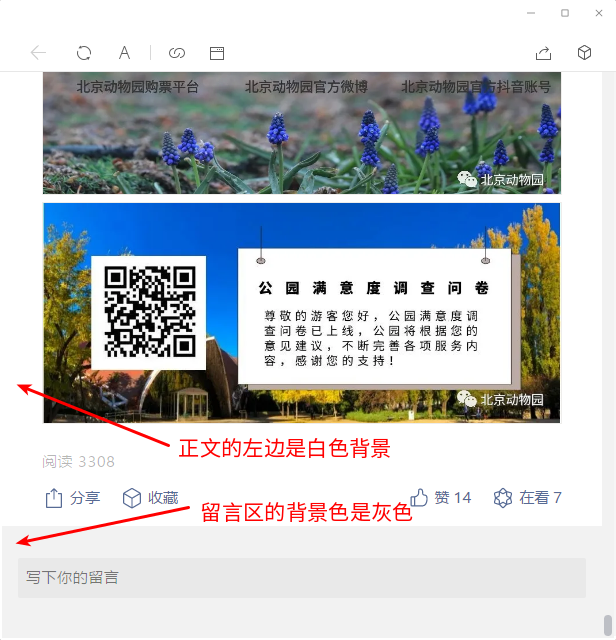 A
北京动物园购票平台 北京动物园官方微博 北京动物园官方抖音账号
北京动物园
公园满意度调查问卷
尊敬的游客您好，公园满意度调
查问卷已上线，公园将根据您的
意见建议，不断完善各项服务内
容，感谢您的支持！
北京动物园
正文的左边是白色背景
阅读 3308
分享 收藏 赞 14 在看 7
留言区的背景色是灰色
写下你的留言